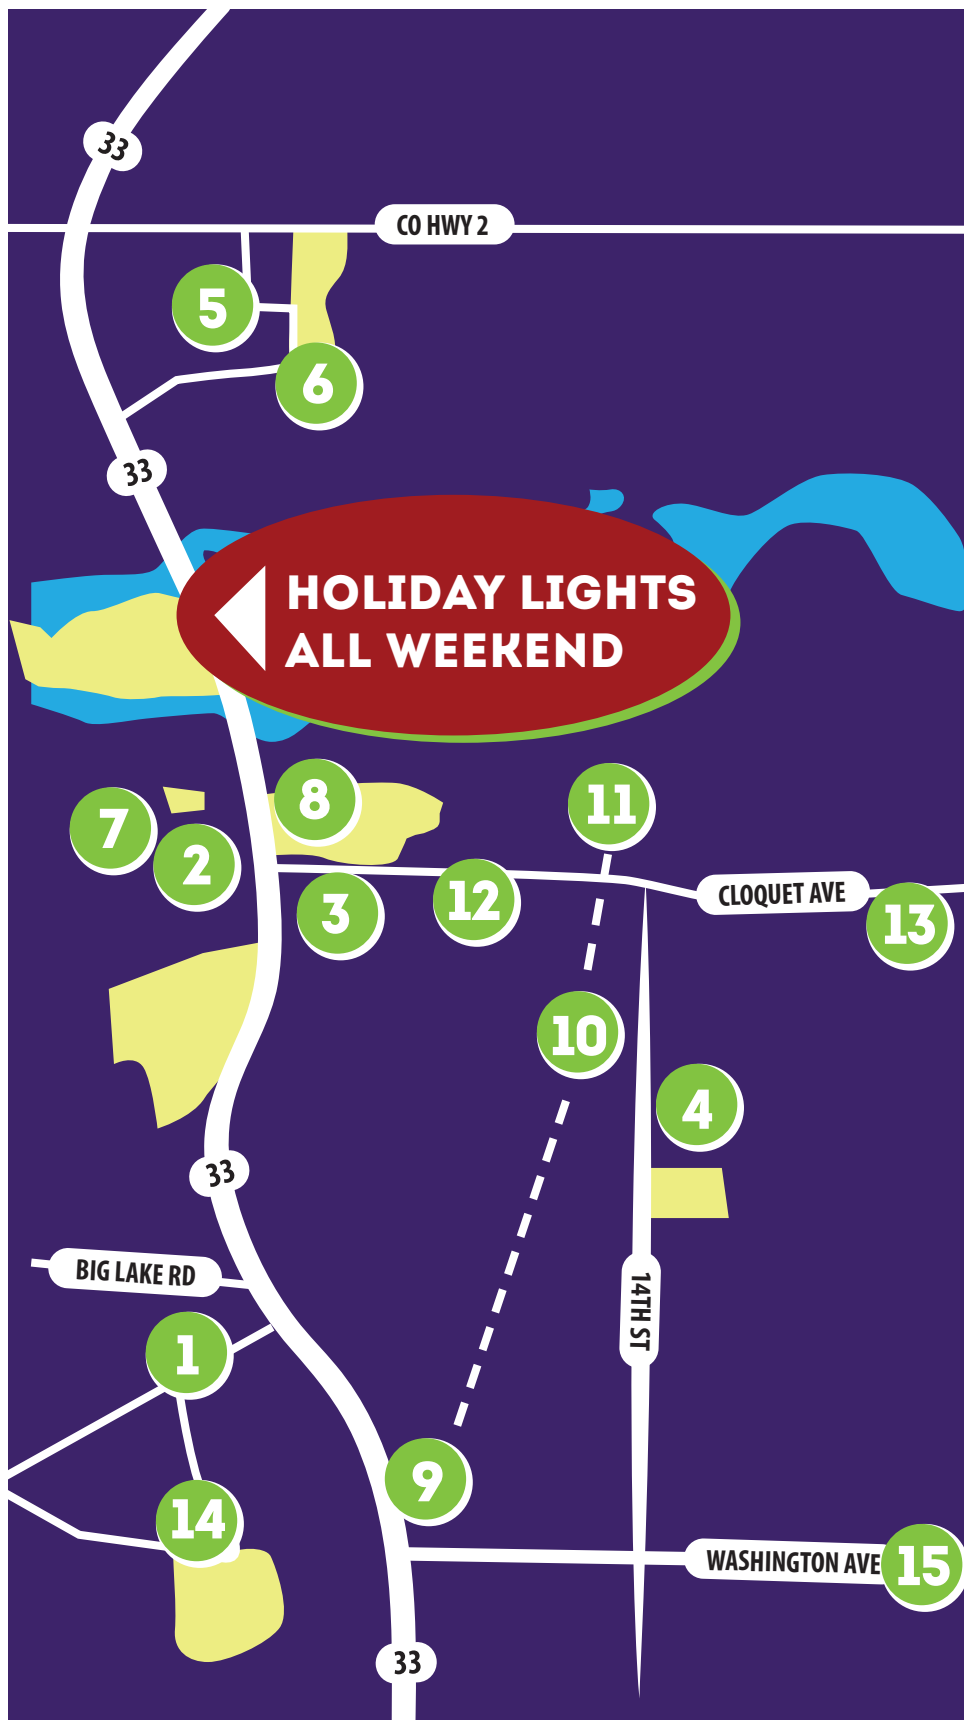 33
CO HWY 2
5
6
33
HOLIDAY LIGHTS
ALL WEEKEND
8
11
7
2
CLOQUET AVE
12
3
13
10
4
33
BIG LAKE RD
14TH ST
1
9
14
WASHINGTON AVE
15
33